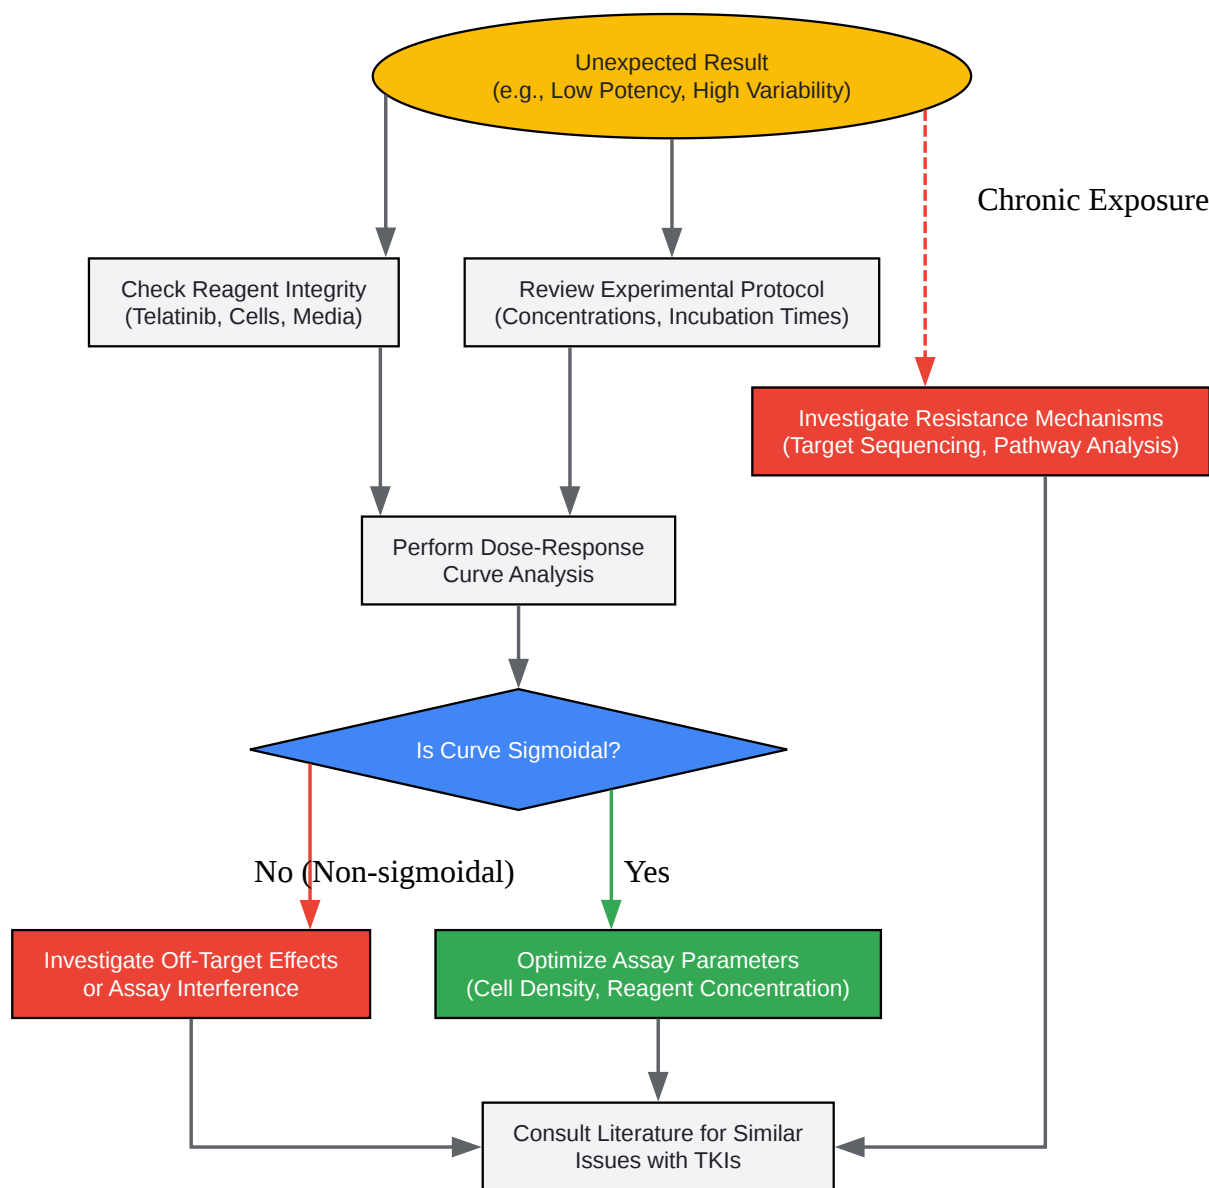 Unexpected Result
(e.g., Low Potency, High Variability)
Chronic Exposure
Check Reagent Integrity
(Telatinib, Cells, Media)
Review Experimental Protocol
(Concentrations, Incubation Times)
Investigate Resistance Mechanisms
(Target Sequencing, Pathway Analysis)
Perform Dose-Response
Curve Analysis
Is Curve Sigmoidal?
No (Non-sigmoidal)
Yes
Investigate Off-Target Effects
or Assay Interference
Optimize Assay Parameters
(Cell Density, Reagent Concentration)
Consult Literature for Similar
Issues with TKIs